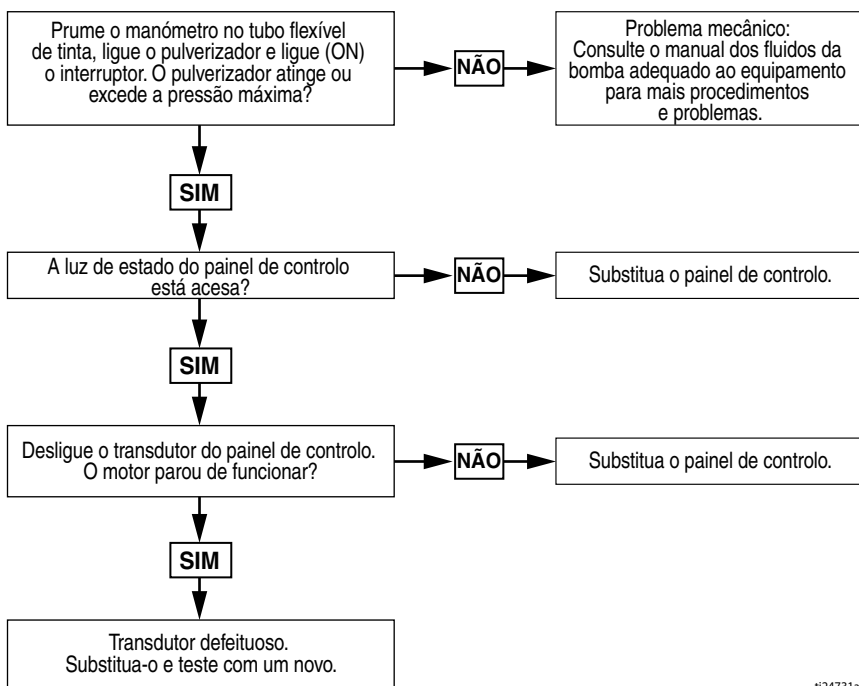 Prume o manómetro no tubo flexível
de tinta, ligue o pulverizador e ligue (ON)
o interruptor. O pulverizador atinge ou
excede a pressão máxima?
NÃO
Problema mecânico:
Consulte o manual dos fluidos da
bomba adequado ao equipamento
para mais procedimentos
e problemas.
SIM
A luz de estado do painel de controlo
está acesa?
NÃO
Substitua o painel de controlo.
SIM
Desligue o transdutor do painel de controlo.
O motor parou de funcionar?
NÃO
Substitua o painel de controlo.
SIM
Transdutor defeituoso.
Substitua-o e teste com um novo.
ti24731a